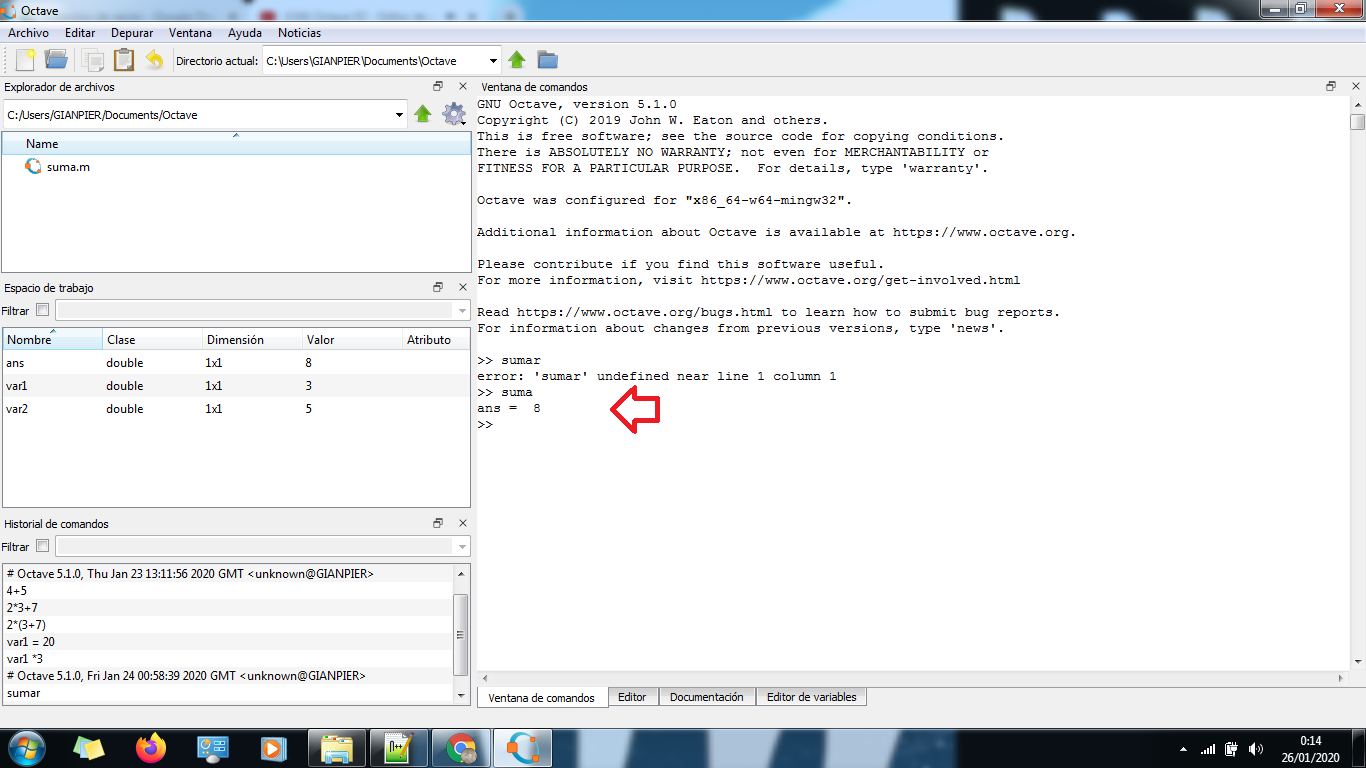 Octave
Archivo Editar Depurar Ventana Ayuda Noticias
Directorio actual: C:\Users\GIANPIER\Documents\Octave
Explorador de archivos
C:/Users/GIANPIER/Documents/Octave
Name
suma.m
Espacio de trabajo
Filtrar
Nombre Clase Dimensión Valor Atributo
ans double 1x1 8
var1 double 1x1 3
var2 double 1x1 5
Historial de comandos
Filtrar
# Octave 5.1.0, Thu Jan 23 13:11:56 2020 GMT <unknown@GIANPIER>
4+5
2*3+7
2*(3+7)
var1 = 20
var1 *3
# Octave 5.1.0, Fri Jan 24 00:58:39 2020 GMT <unknown@GIANPIER>
sumar
Ventana de comandos
GNU Octave, version 5.1.0
Copyright (C) 2019 John W. Eaton and others.
This is free software; see the source code for copying conditions.
There is ABSOLUTELY NO WARRANTY; not even for MERCHANTABILITY or
FITNESS FOR A PARTICULAR PURPOSE.  For details, type 'warranty'.
Octave was configured for "x86_64-w64-mingw32".
Additional information about Octave is available at https://www.octave.org.
Please contribute if you find this software useful.
For more information, visit https://www.octave.org/get-involved.html
Read https://www.octave.org/bugs.html to learn how to submit bug reports.
For information about changes from previous versions, type 'news'.
>> sumar
error: 'sumar' undefined near line 1 column 1
>> suma
ans =  8
>>
Ventana de comandos Editor Documentación Editor de variables
0:14
26/01/2020